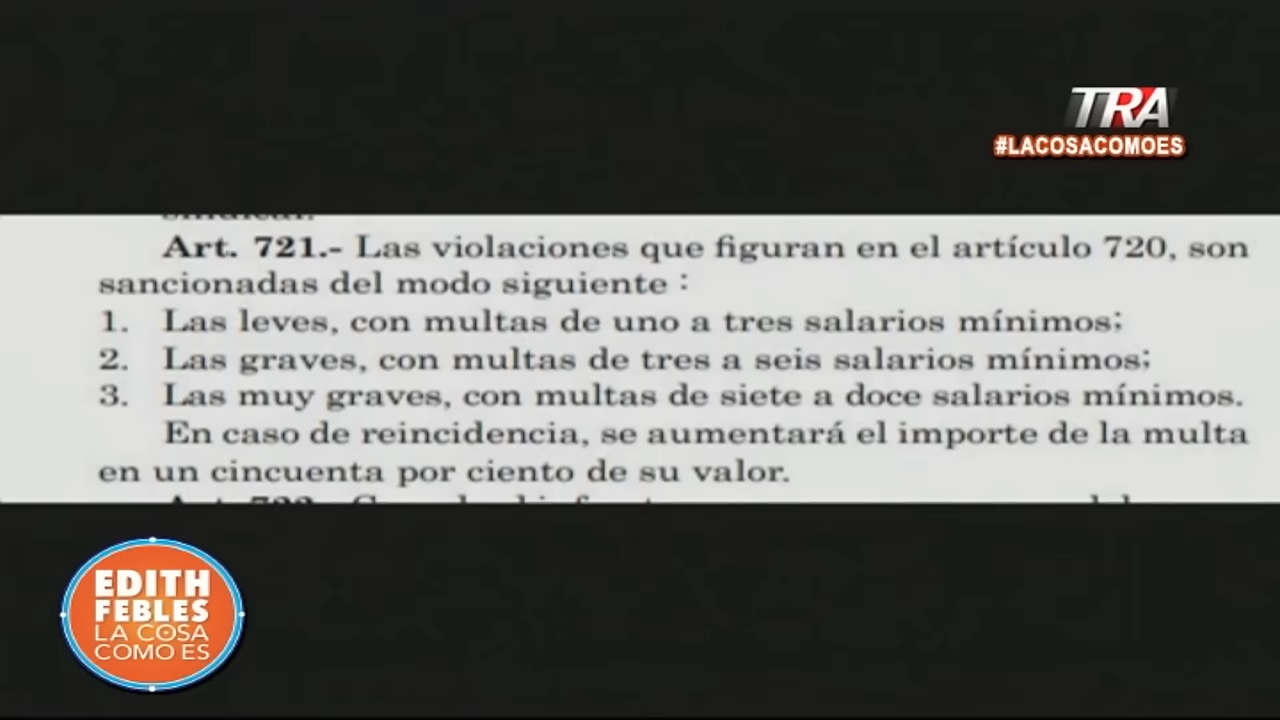 TRA
#LACOSACOMOES
sindical.
Art. 721.- Las violaciones que figuran en el artículo 720, son
sancionadas del modo siguiente :
1. Las leves, con multas de uno a tres salarios mínimos;
2. Las graves, con multas de tres a seis salarios mínimos;
3. Las muy graves, con multas de siete a doce salarios mínimos.
En caso de reincidencia, se aumentará el importe de la multa
en un cincuenta por ciento de su valor.
EDITH
FEBLES
LA COSA
COMO ES